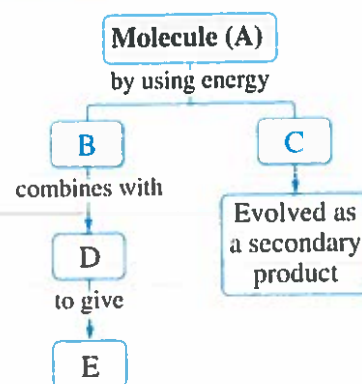 Molecule (A)
by using energy
B
C
combines with
Evolved as
a secondary
product
D
to give
E